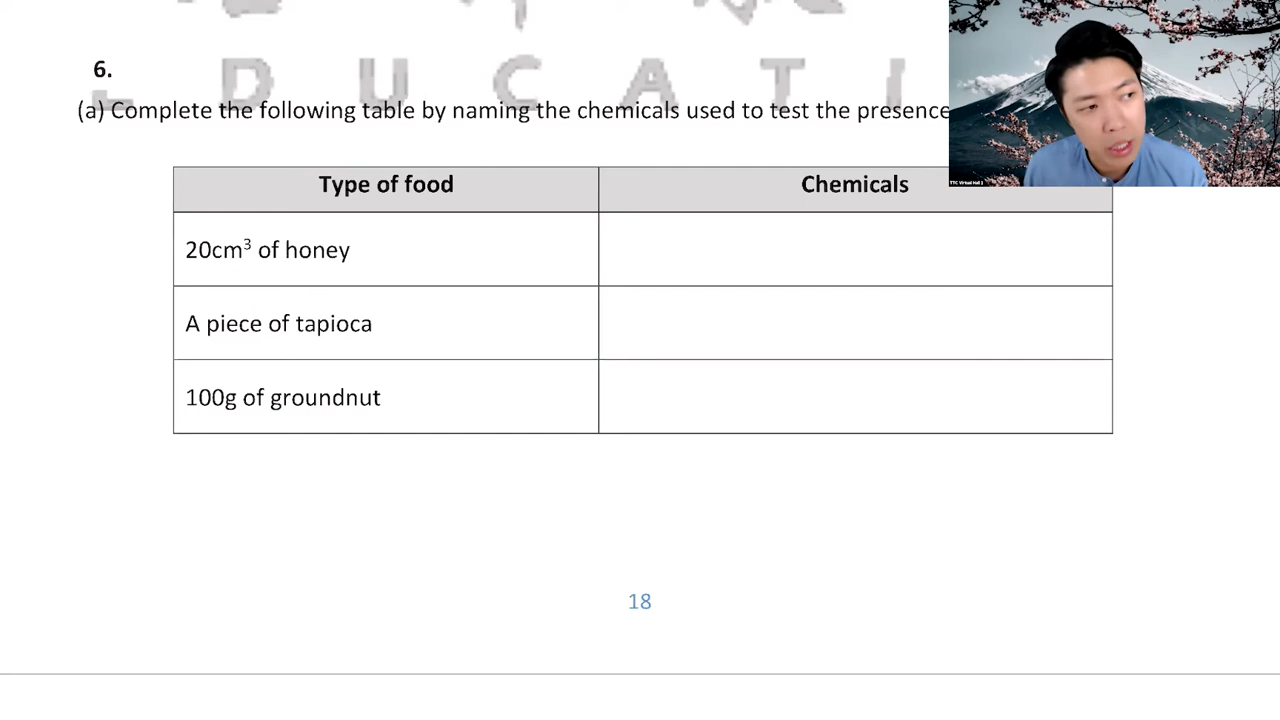 6.
D U C A T I
(a) Complete the following table by naming the chemicals used to test the presence
Type of food Chemicals
20cm³ of honey
A piece of tapioca
100g of groundnut
18